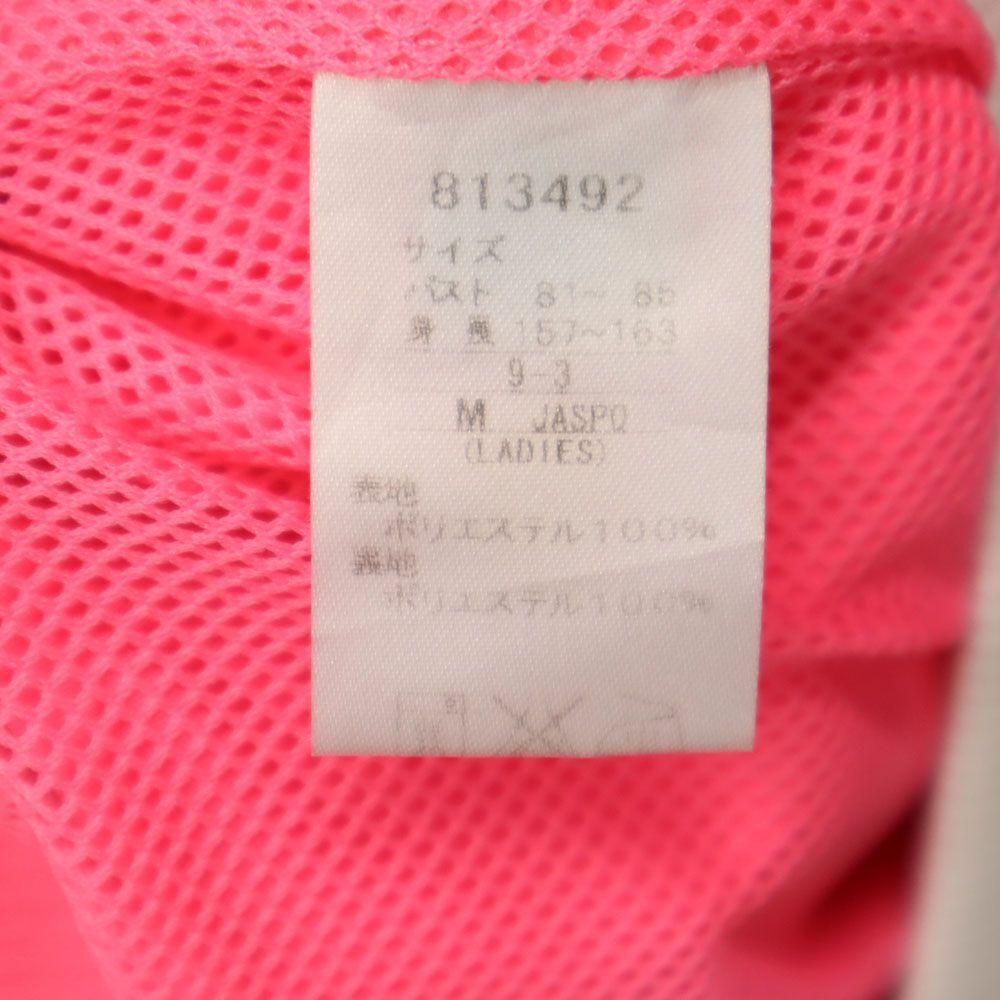 813492
サイズ
バスト 81～ 85
身長 157～163
9-3
M JASPO
(LADIES)
表地
ポリエステル100%
裏地
ポリエステル100%